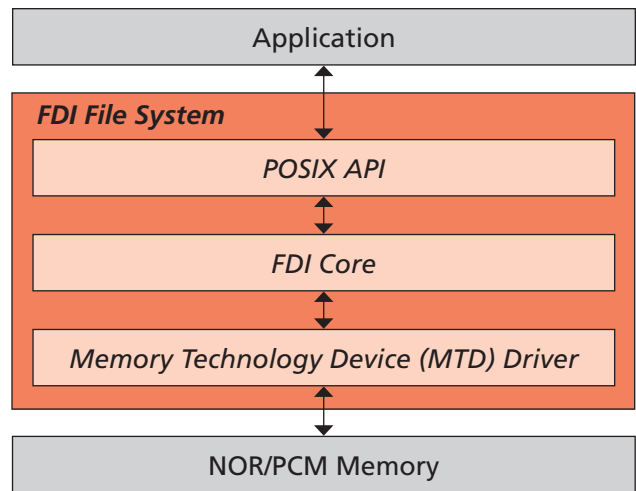 Application
FDI File System
POSIX API
FDI Core
Memory Technology Device (MTD) Driver
NOR/PCM Memory